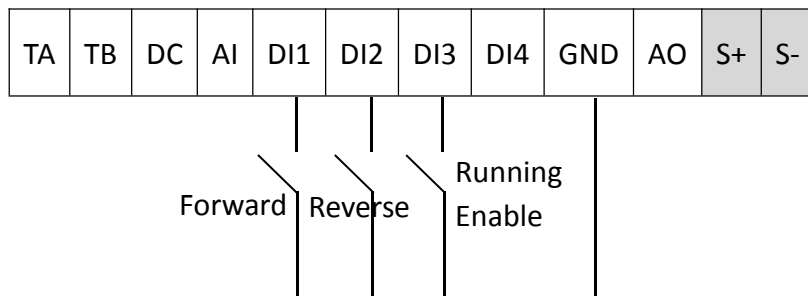 TA TB DC AI DI1 DI2 DI3 DI4 GND AO S+ S-
Running
Forward Reverse Enable